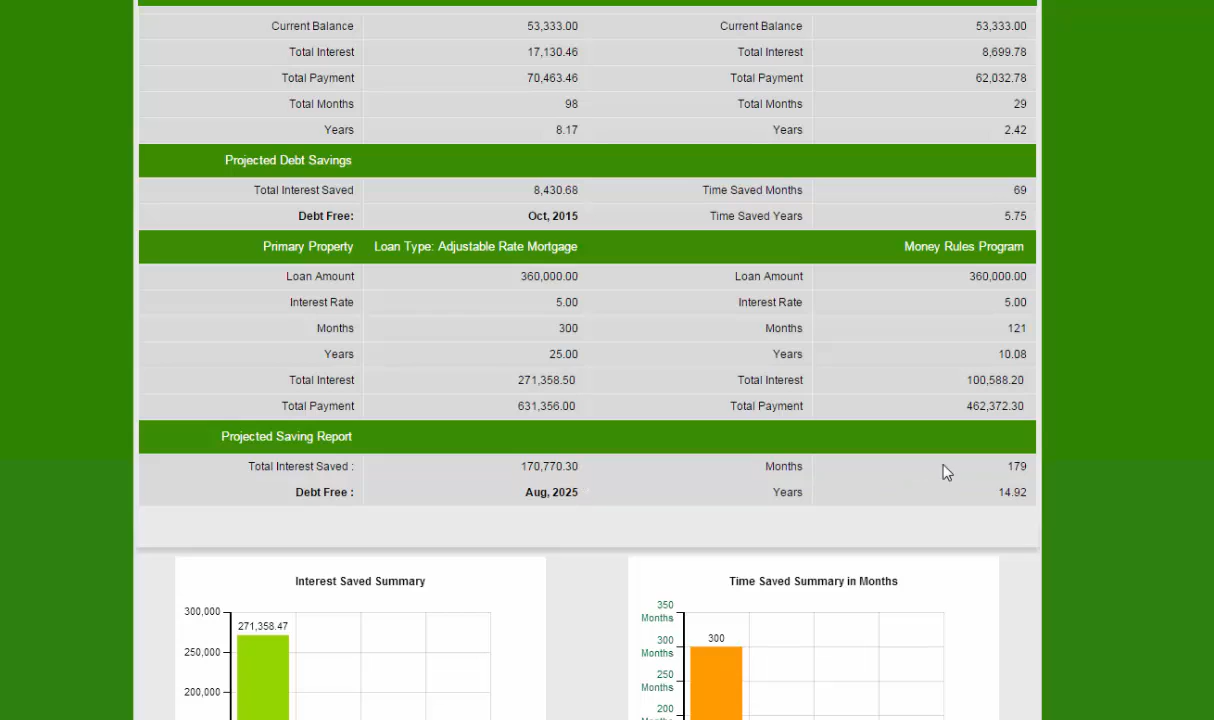 Current Balance 53,333.00 Current Balance 53,333.00
Total Interest 17,130.46 Total Interest 8,699.78
Total Payment 70,463.46 Total Payment 62,032.78
Total Months 98 Total Months 29
Years 8.17 Years 2.42
Projected Debt Savings
Total Interest Saved 8,430.68 Time Saved Months 69
Debt Free: Oct, 2015 Time Saved Years 5.75
Primary Property Loan Type: Adjustable Rate Mortgage Money Rules Program
Loan Amount 360,000.00 Loan Amount 360,000.00
Interest Rate 5.00 Interest Rate 5.00
Months 300 Months 121
Years 25.00 Years 10.08
Total Interest 271,358.50 Total Interest 100,588.20
Total Payment 631,356.00 Total Payment 462,372.30
Projected Saving Report
Total Interest Saved : 170,770.30 Months 179
Debt Free : Aug, 2025 Years 14.92
Interest Saved Summary
300,000
271,358.47
250,000
200,000
Time Saved Summary in Months
350
Months
300
300
Months
250
Months
200